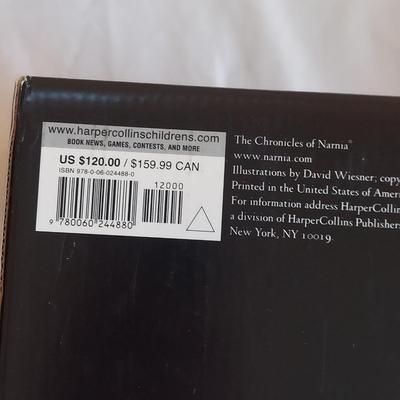 www.harpercollinschildrens.com
BOOK NEWS, GAMES, CONTESTS, AND MORE
US $120.00 / $159.99 CAN
ISBN 978-0-06-024488-0
12000
9 780060 244880
The Chronicles of Narnia®
www.narnia.com
Illustrations by David Wiesner; copy
Printed in the United States of Amer
For information address HarperCollin
a division of HarperCollins Publishers
New York, NY 10019.